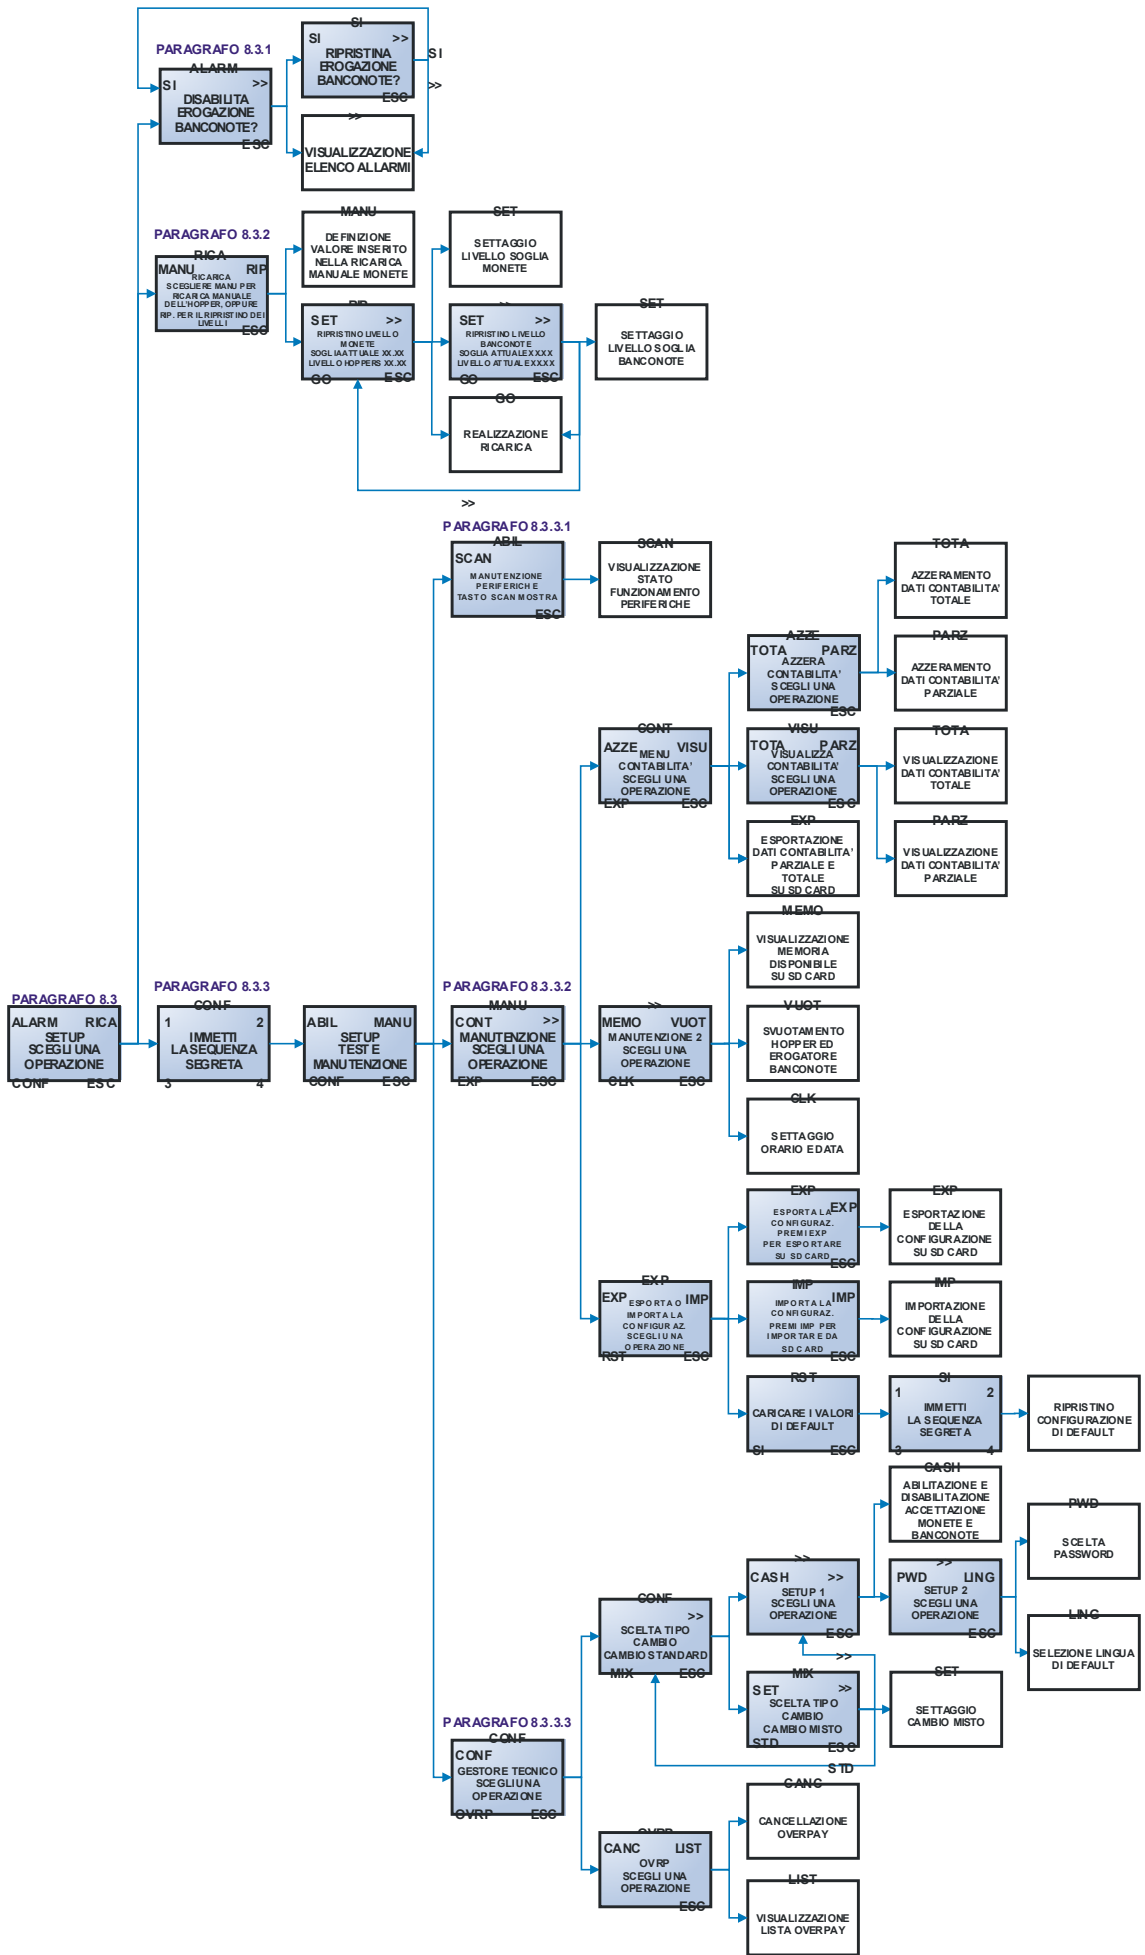 SI
SI >>
RIPRISTINA
EROGAZIONE
BANCONOTE?
ESC
SI
>>
PARAGRAFO 8.3.1
ALARM
SI >>
DISABILITA
EROGAZIONE
BANCONOTE?
ESC
>>
VISUALIZZAZIONE
ELENCO ALLARMI
PARAGRAFO 8.3.2
RICA
MANU RIP
RICARICA
SCEGLIERE MANU PER
RICARICA MANUALE
DELL'HOPPER, OPPURE
RIP. PER IL RIPRISTINO DEI
LIVELLI
ESC
MANU
DEFINIZIONE
VALORE INSERITO
NELLA RICARICA
MANUALE MONETE
SET
SETTAGGIO
LIVELLO SOGLIA
MONETE
RIP
SET >>
RIPRISTINO LIVELLO
MONETE
SOGLIA ATTUALE XX.XX
LIVELLO HOPPERS XX.XX
GO ESC
>>
SET >>
RIPRISTINO LIVELLO
BANCONOTE
SOGLIA ATTUALE XXXX
LIVELLO ATTUALE XXXX
GO ESC
SET
SETTAGGIO
LIVELLO SOGLIA
BANCONOTE
GO
REALIZZAZIONE
RICARICA
>>
PARAGRAFO 8.3.3.1
ABIL
SCAN
MANUTENZIONE
PERIFERICHE
TASTO SCAN MOSTRA
ESC
SCAN
VISUALIZZAZIONE
STATO
FUNZIONAMENTO
PERIFERICHE
TOTA
AZZERAMENTO
DATI CONTABILITA'
TOTALE
AZZE
TOTA PARZ
AZZERA
CONTABILITA'
SCEGLI UNA
OPERAZIONE
ESC
PARZ
AZZERAMENTO
DATI CONTABILITA'
PARZIALE
CONT
AZZE VISU
MENU
CONTABILITA'
SCEGLI UNA
OPERAZIONE
EXP ESC
VISU
TOTA PARZ
VISUALIZZA
CONTABILITA'
SCEGLI UNA
OPERAZIONE
ESC
TOTA
VISUALIZZAZIONE
DATI CONTABILITA'
TOTALE
EXP
ESPORTAZIONE
DATI CONTABILITA'
PARZIALE E
TOTALE
SU SD CARD
PARZ
VISUALIZZAZIONE
DATI CONTABILITA'
PARZIALE
MEMO
VISUALIZZAZIONE
MEMORIA
DISPONIBILE
SU SD CARD
PARAGRAFO 8.3
ALARM RICA
SETUP
SCEGLI UNA
OPERAZIONE
CONF ESC
PARAGRAFO 8.3.3
CONF
1 2
IMMETTI
LA SEQUENZA
SEGRETA
3 4
ABIL MANU
SETUP
TEST E
MANUTENZIONE
CONF ESC
PARAGRAFO 8.3.3.2
MANU
CONT >>
MANUTENZIONE
SCEGLI UNA
OPERAZIONE
EXP ESC
>>
MEMO VUOT
MANUTENZIONE 2
SCEGLI UNA
OPERAZIONE
CLK ESC
VUOT
SVUOTAMENTO
HOPPER ED
EROGATORE
BANCONOTE
CLK
SETTAGGIO
ORARIO E DATA
EXP
EXP
ESPORTA LA
CONFIGURAZ.
PREMI EXP
PER ESPORTARE
SU SD CARD
ESC
EXP
ESPORTAZIONE
DELLA
CONFIGURAZIONE
SU SD CARD
EXP
EXP IMP
ESPORTA O
IMPORTA LA
CONFIGURAZ.
SCEGLI UNA
OPERAZIONE
RST ESC
IMP
IMP
IMPORTA LA
CONFIGURAZ.
PREMI IMP PER
IMPORTARE DA
SD CARD
ESC
IMP
IMPORTAZIONE
DELLA
CONFIGURAZIONE
SU SD CARD
RST
CARICARE I VALORI
DI DEFAULT
SI ESC
SI
1 2
IMMETTI
LA SEQUENZA
SEGRETA
3 4
RIPRISTINO
CONFIGURAZIONE
DI DEFAULT
CASH
ABILITAZIONE E
DISABILITAZIONE
ACCETTAZIONE
MONETE E
BANCONOTE
PWD
SCELTA
PASSWORD
CONF
>>
SCELTA TIPO
CAMBIO
CAMBIO STANDARD
MIX ESC
>>
CASH >>
SETUP 1
SCEGLI UNA
OPERAZIONE
ESC
>>
PWD LING
SETUP 2
SCEGLI UNA
OPERAZIONE
ESC
LING
SELEZIONE LINGUA
DI DEFAULT
>>
MIX
SET >>
SCELTA TIPO
CAMBIO
CAMBIO MISTO
STD ESC
SET
SETTAGGIO
CAMBIO MISTO
STD
PARAGRAFO 8.3.3.3
CONF
CONF
GESTORE TECNICO
SCEGLI UNA
OPERAZIONE
OVRP ESC
CANC
CANCELLAZIONE
OVERPAY
OVRP
CANC LIST
OVRP
SCEGLI UNA
OPERAZIONE
ESC
LIST
VISUALIZZAZIONE
LISTA OVERPAY